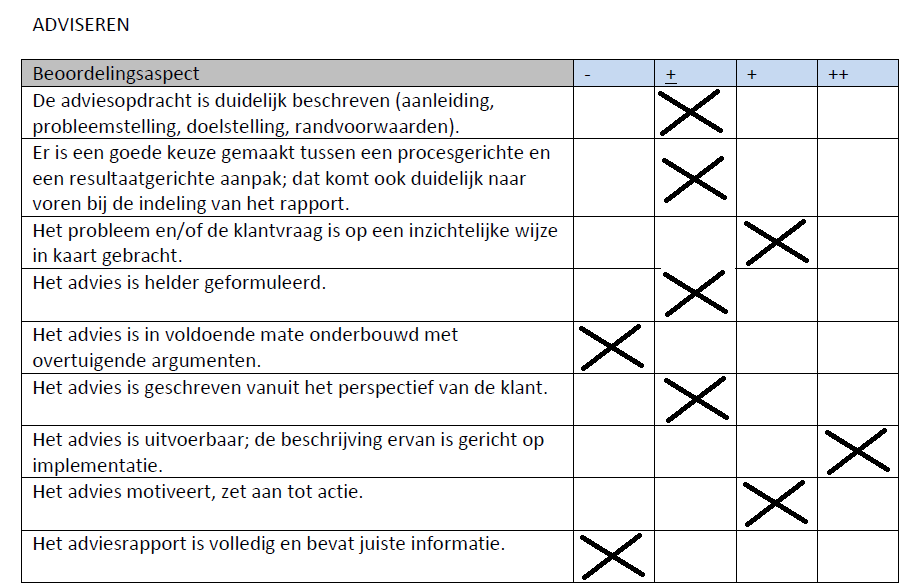 ADVISEREN
Beoordelingsaspect - ± + ++
De adviesopdracht is duidelijk beschreven (aanleiding,
probleemstelling, doelstelling, randvoorwaarden).
Er is een goede keuze gemaakt tussen een procesgerichte en
een resultaatgerichte aanpak; dat komt ook duidelijk naar
voren bij de indeling van het rapport.
Het probleem en/of de klantvraag is op een inzichtelijke wijze
in kaart gebracht.
Het advies is helder geformuleerd.
Het advies is in voldoende mate onderbouwd met
overtuigende argumenten.
Het advies is geschreven vanuit het perspectief van de klant.
Het advies is uitvoerbaar; de beschrijving ervan is gericht op
implementatie.
Het advies motiveert, zet aan tot actie.
Het adviesrapport is volledig en bevat juiste informatie.